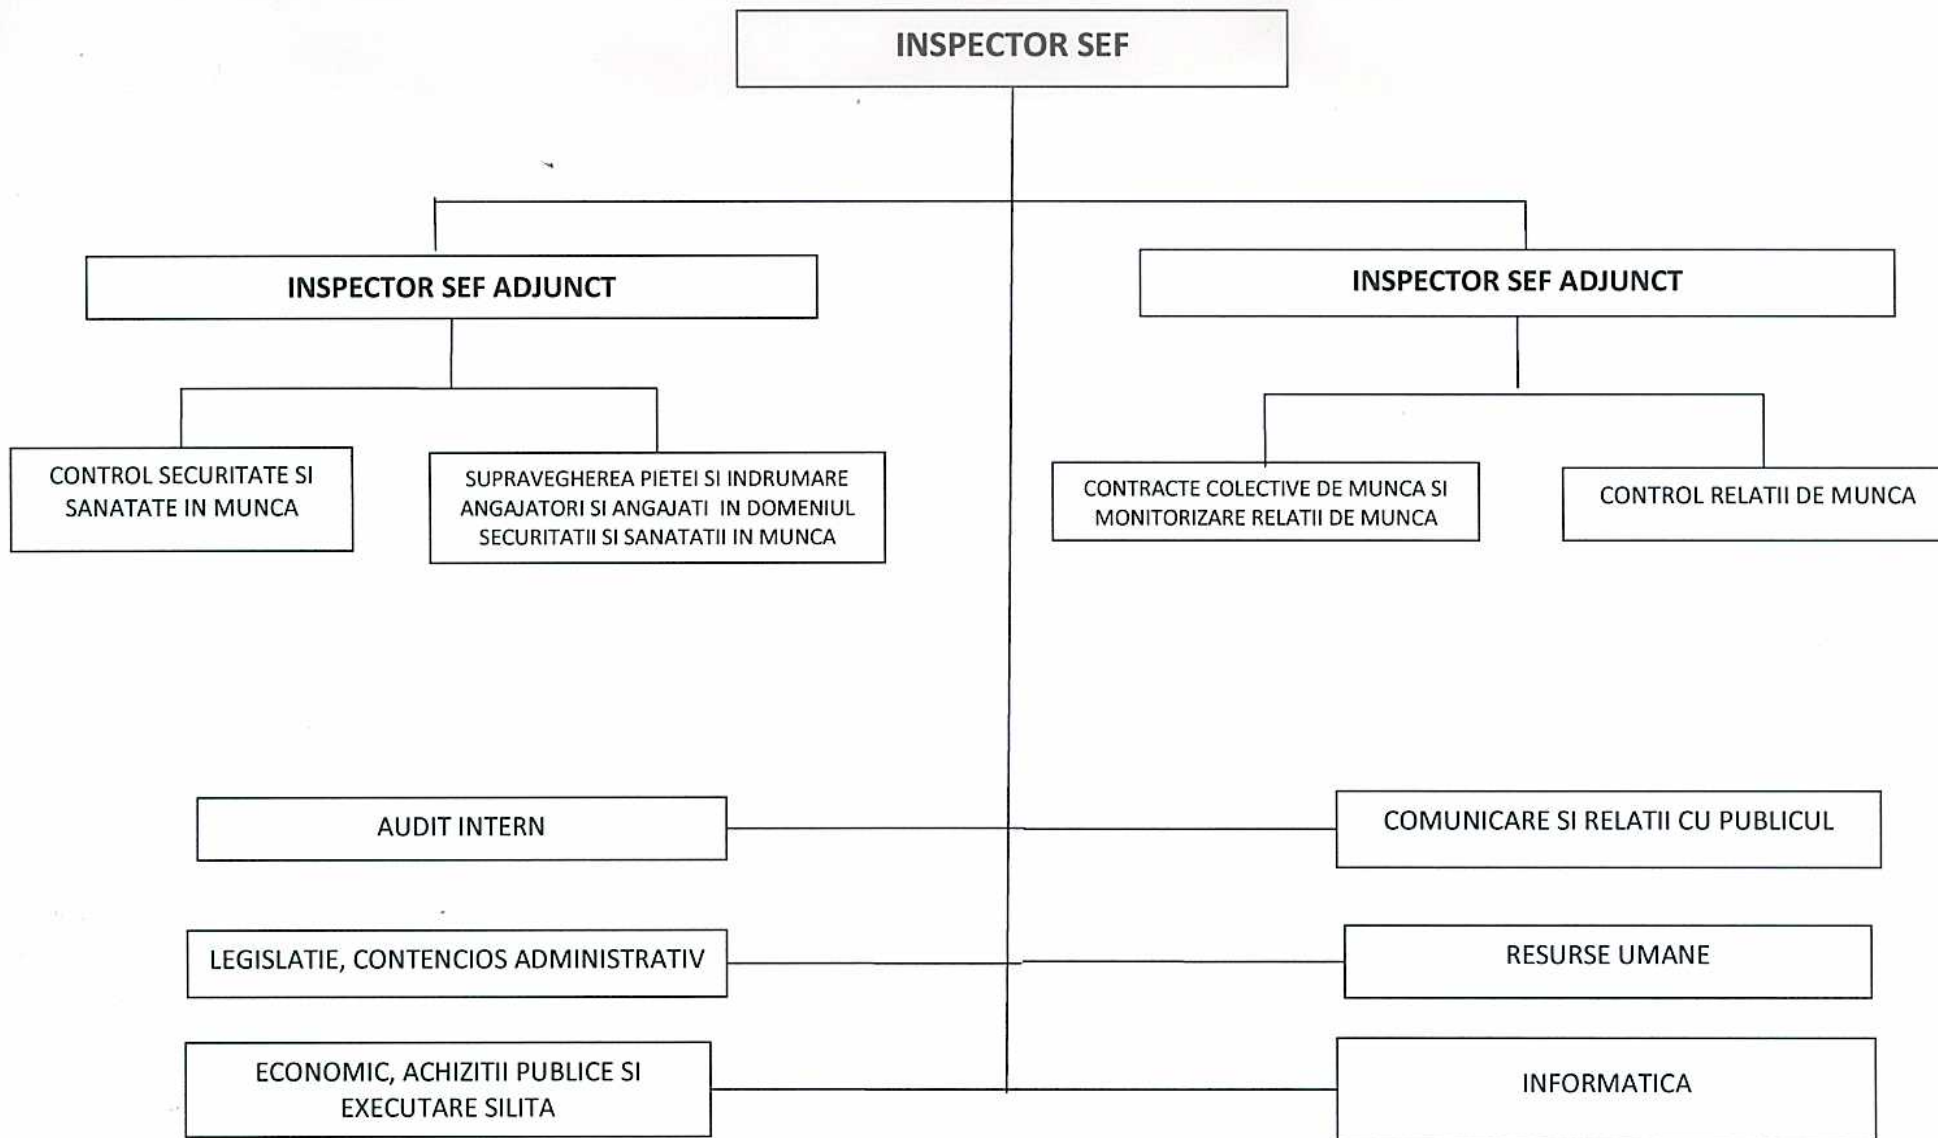 INSPECTOR SEF
INSPECTOR SEF ADJUNCT
INSPECTOR SEF ADJUNCT
CONTROL SECURITATE SI
SANATATE IN MUNCA
SUPRAVEGHEREA PIETEI SI INDRUMARE
ANGAJATORI SI ANGAJATI IN DOMENIUL
SECURITATII SI SANATATII IN MUNCA
CONTRACTE COLECTIVE DE MUNCA SI
MONITORIZARE RELATII DE MUNCA
CONTROL RELATII DE MUNCA
AUDIT INTERN
COMUNICARE SI RELATII CU PUBLICUL
LEGISLATIE, CONTENCIOS ADMINISTRATIV
RESURSE UMANE
ECONOMIC, ACHIZITII PUBLICE SI
EXECUTARE SILITA
INFORMATICA